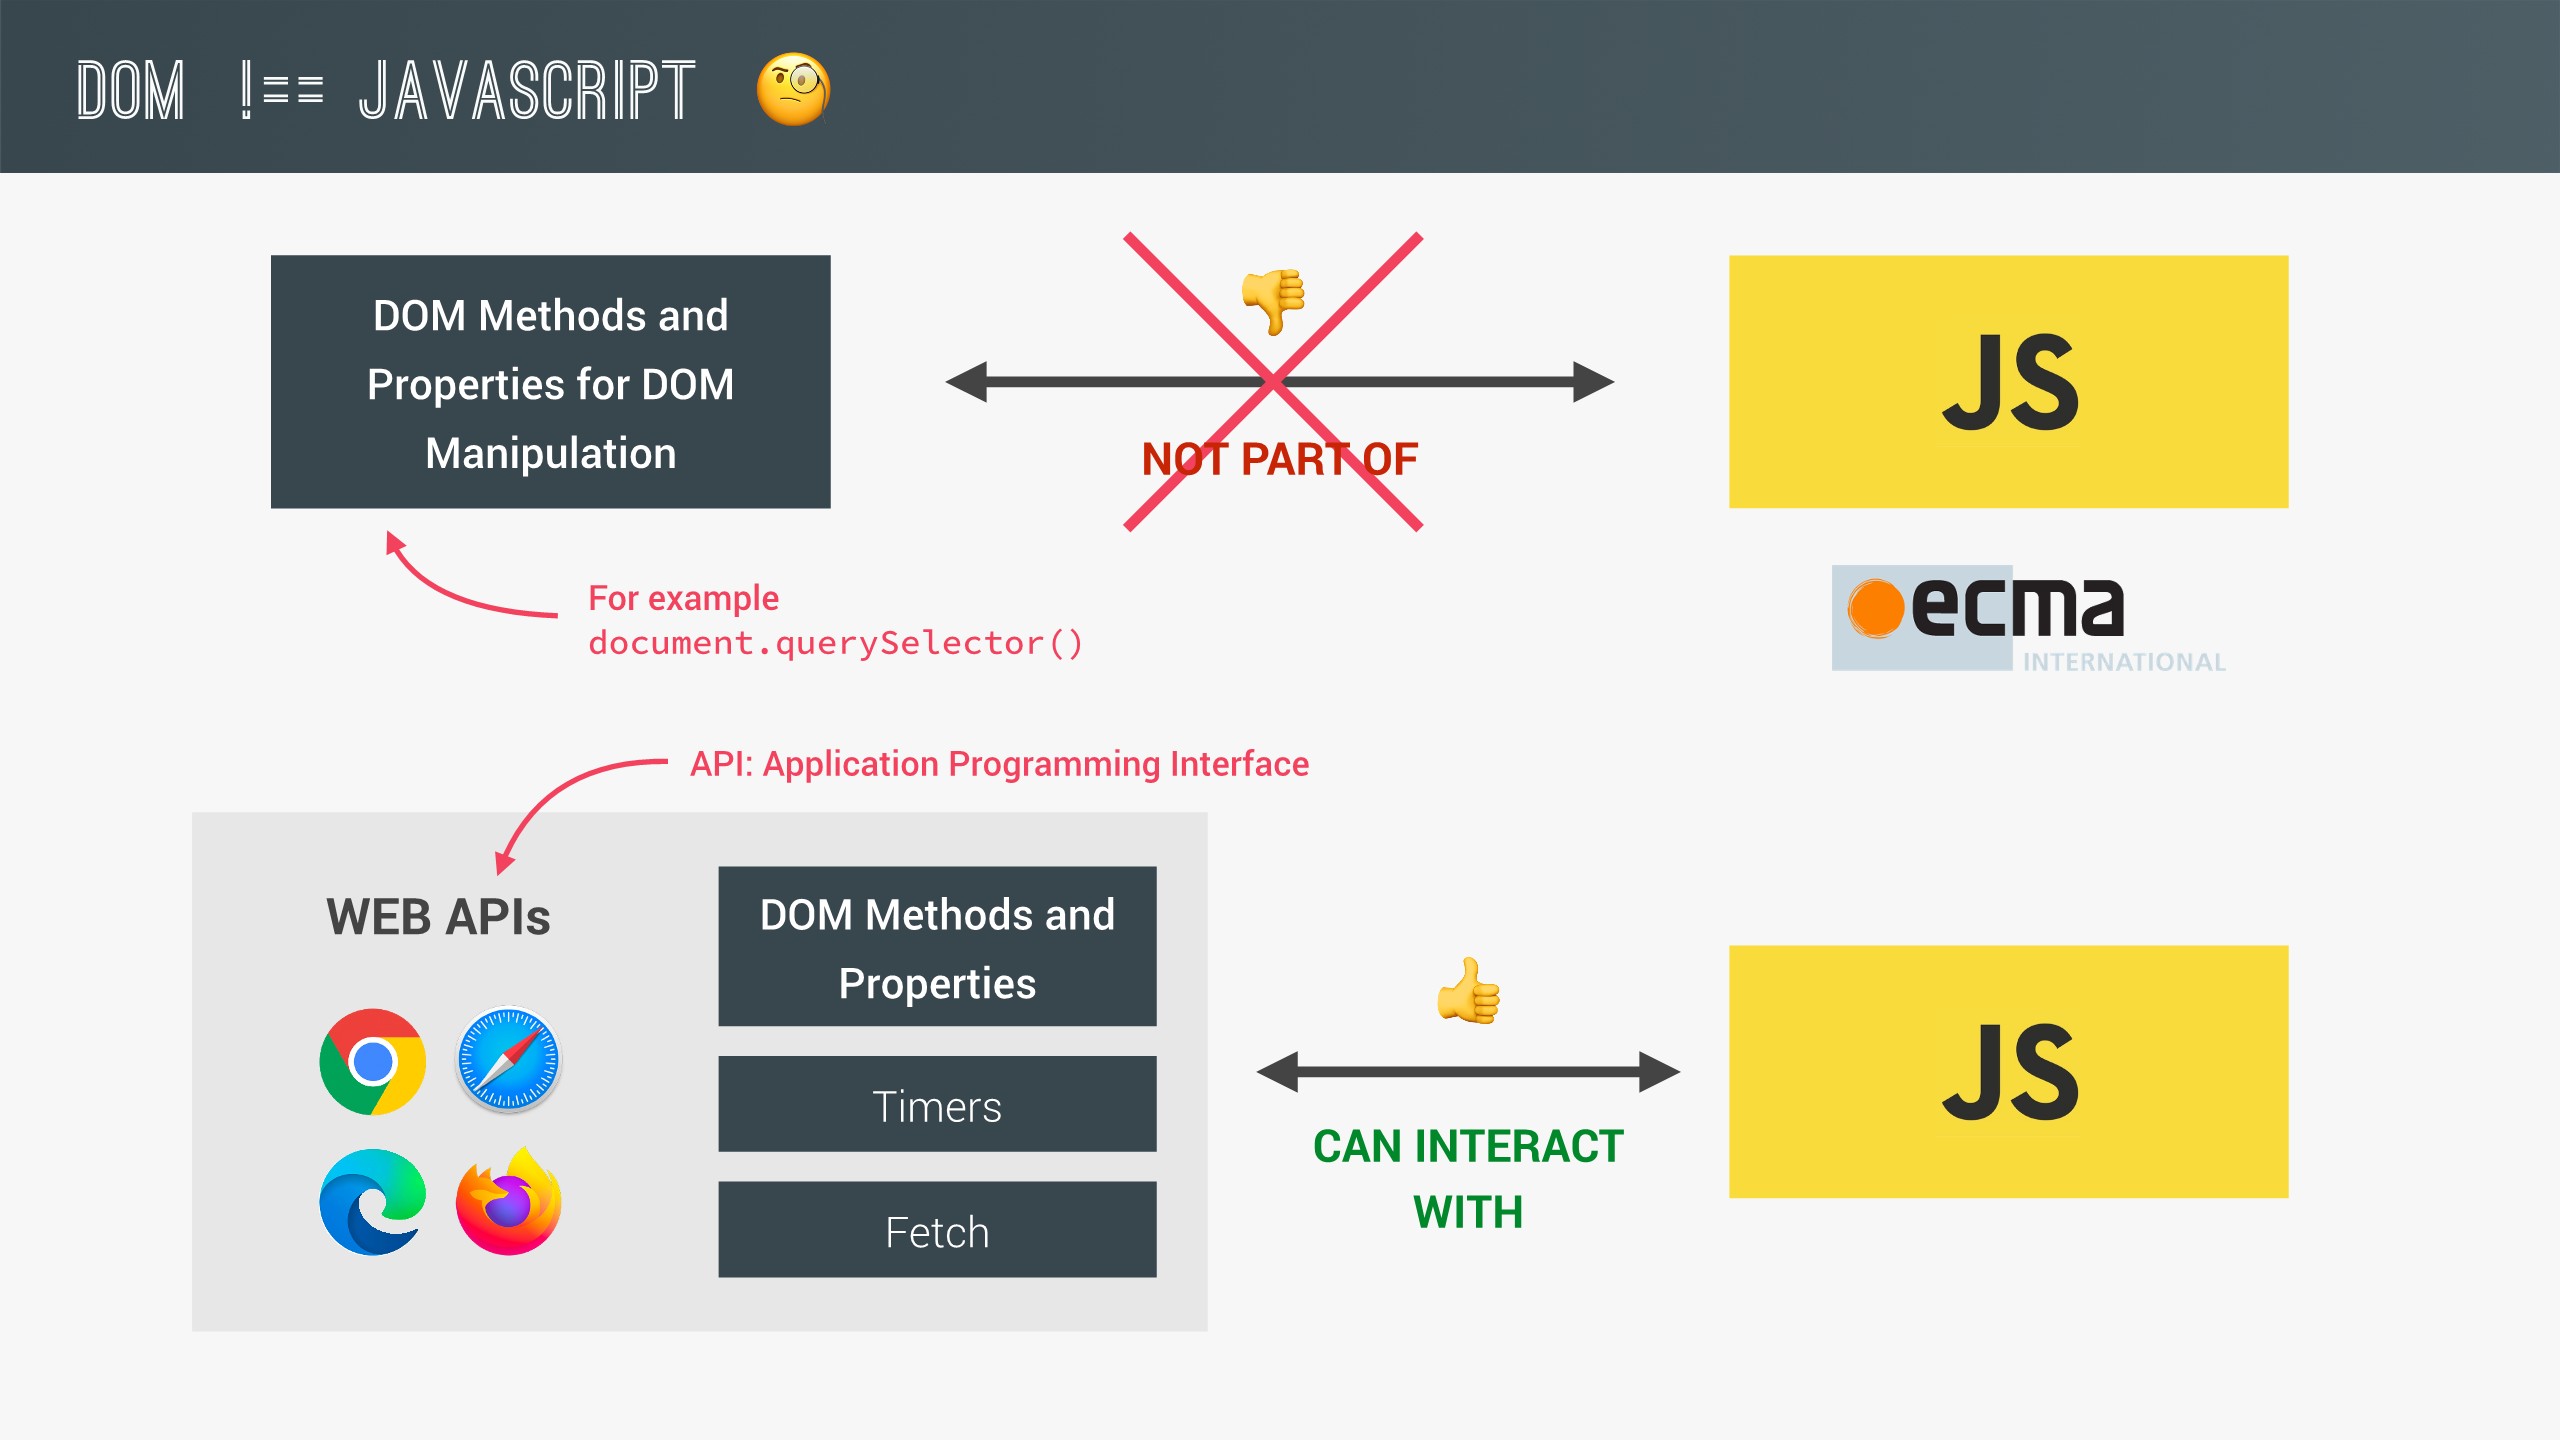 DOM !== JAVASCRIPT
DOM Methods and
Properties for DOM
Manipulation
NOT PART OF
JS
For example
document.querySelector()
ecma
INTERNATIONAL
API: Application Programming Interface
WEB APIs
DOM Methods and
Properties
Timers
Fetch
CAN INTERACT
WITH
JS